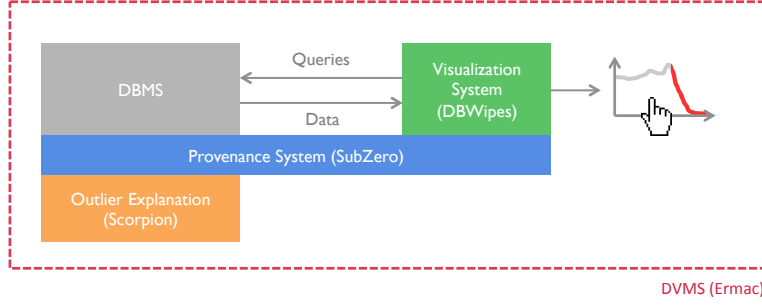 Queries
DBMS
Visualization
System
(DBWipes)
Data
Provenance System (SubZero)
Outlier Explanation
(Scorpion)
DVMS (Ermac)